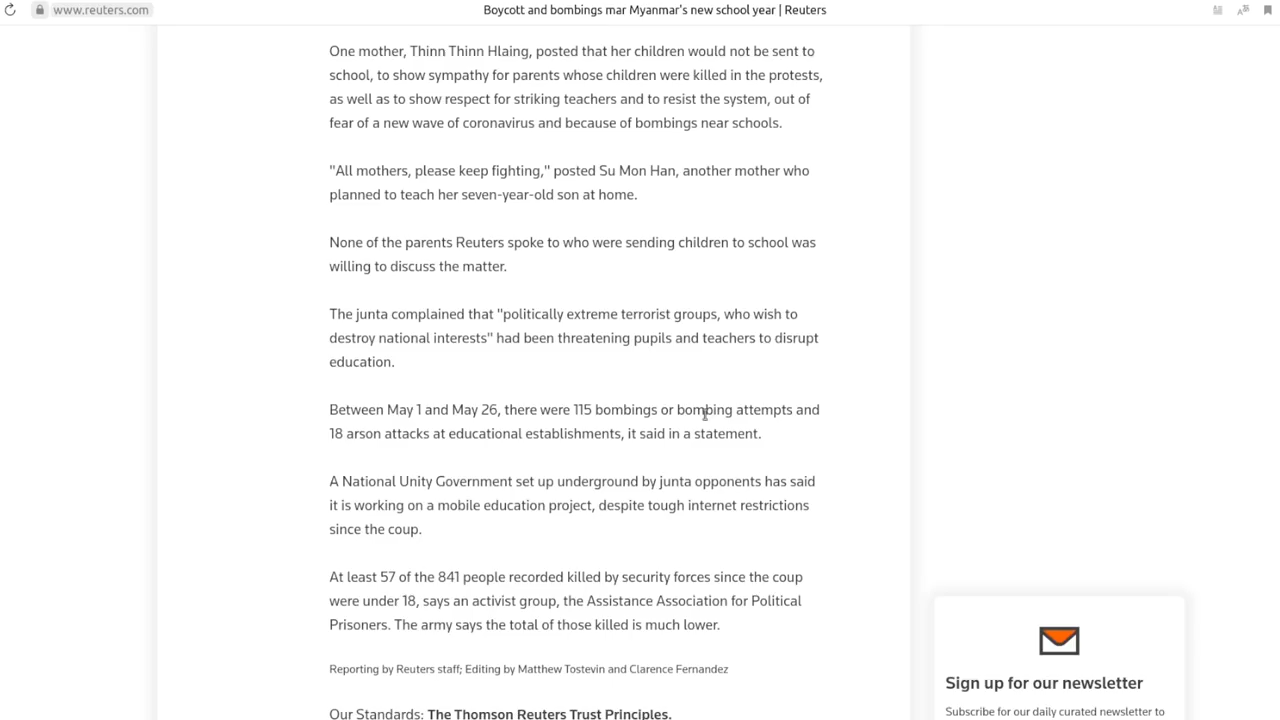 www.reuters.com
Boycott and bombings mar Myanmar's new school year | Reuters
One mother, Thinn Thinn Hlaing, posted that her children would not be sent to
school, to show sympathy for parents whose children were killed in the protests,
as well as to show respect for striking teachers and to resist the system, out of
fear of a new wave of coronavirus and because of bombings near schools.
"All mothers, please keep fighting," posted Su Mon Han, another mother who
planned to teach her seven-year-old son at home.
None of the parents Reuters spoke to who were sending children to school was
willing to discuss the matter.
The junta complained that "politically extreme terrorist groups, who wish to
destroy national interests" had been threatening pupils and teachers to disrupt
education.
Between May 1 and May 26, there were 115 bombings or bombing attempts and
18 arson attacks at educational establishments, it said in a statement.
A National Unity Government set up underground by junta opponents has said
it is working on a mobile education project, despite tough internet restrictions
since the coup.
At least 57 of the 841 people recorded killed by security forces since the coup
were under 18, says an activist group, the Assistance Association for Political
Prisoners. The army says the total of those killed is much lower.
Reporting by Reuters staff; Editing by Matthew Tostevin and Clarence Fernandez
Our Standards: The Thomson Reuters Trust Principles.
Sign up for our newsletter
Subscribe for our daily curated newsletter to